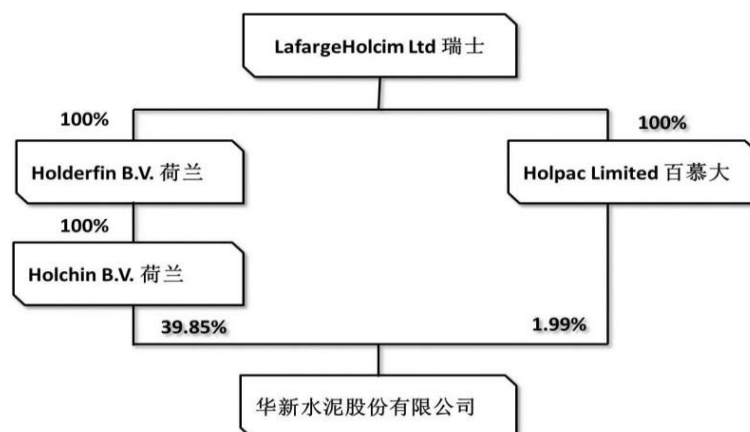 LafargeHolcim Ltd 瑞士
100%
100%
Holderfin B.V. 荷兰
Holpac Limited 百慕大
100%
Holchin B.V. 荷兰
39.85%
1.99%
华新水泥股份有限公司